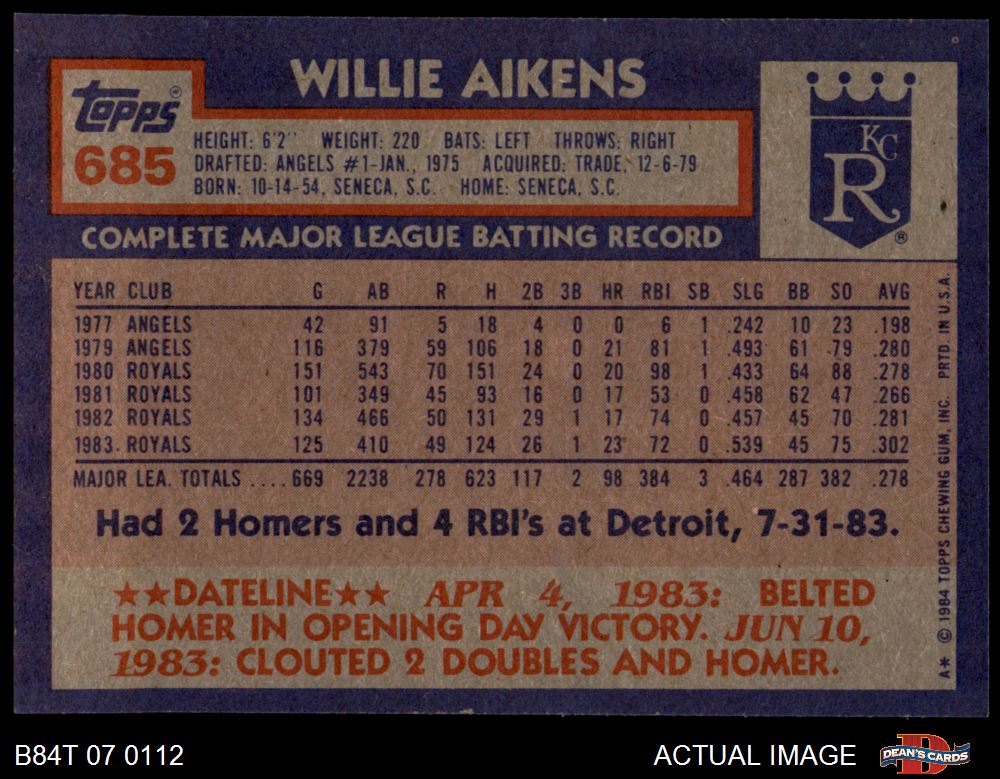 WILLIE AIKENS
Topps®
685
HEIGHT: 6'2" WEIGHT: 220 BATS: LEFT THROWS: RIGHT
DRAFTED: ANGELS #1-JAN., 1975 ACQUIRED: TRADE, 12-6-79
BORN: 10-14-54, SENECA, S.C. HOME: SENECA, S.C.
KC
R
®
COMPLETE MAJOR LEAGUE BATTING RECORD
YEAR CLUB G AB R H 2B 3B HR RBI SB SLG BB SO AVG
1977 ANGELS 42 91 5 18 4 0 0 6 1 .242 10 23 .198
1979 ANGELS 116 379 59 106 18 0 21 81 1 .493 61 79 .280
1980 ROYALS 151 543 70 151 24 0 20 98 1 .433 64 88 .278
1981 ROYALS 101 349 45 93 16 0 17 53 0 .458 62 47 .266
1982 ROYALS 134 466 50 131 29 1 17 74 0 .457 45 70 .281
1983 ROYALS 125 410 49 124 26 1 23 72 0 .539 45 75 .302
MAJOR LEA. TOTALS .... 669 2238 278 623 117 2 98 384 3 .464 287 382 .278
Had 2 Homers and 4 RBI's at Detroit, 7-31-83.
★★DATELINE★★ APR 4, 1983: BELTED
HOMER IN OPENING DAY VICTORY. JUN 10,
1983: CLOUTED 2 DOUBLES AND HOMER.
A* © 1984 TOPPS CHEWING GUM, INC. PRTD. IN U.S.A.
B84T 07 0112
ACTUAL IMAGE
D
DEAN'S CARDS